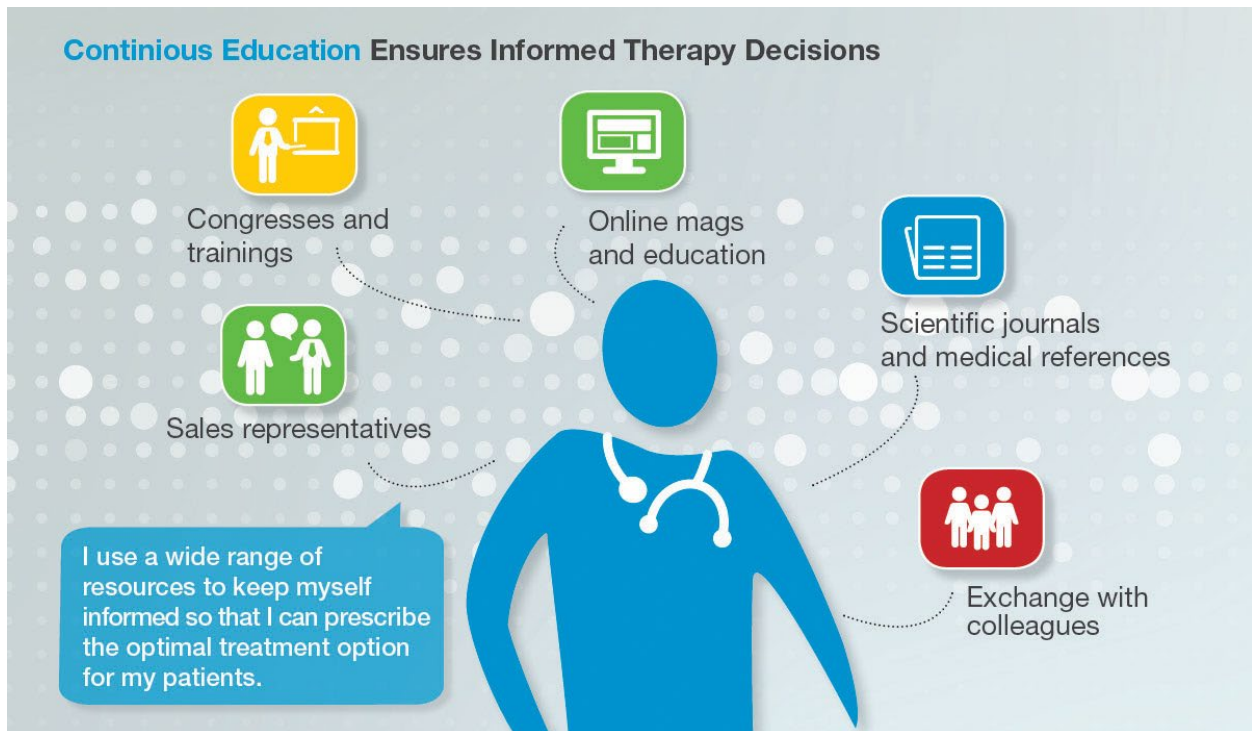 Continious Education Ensures Informed Therapy Decisions
Congresses and
trainings
Online mags
and education
Scientific journals
and medical references
Sales representatives
Exchange with
colleagues
I use a wide range of
resources to keep myself
informed so that I can prescribe
the optimal treatment option
for my patients.